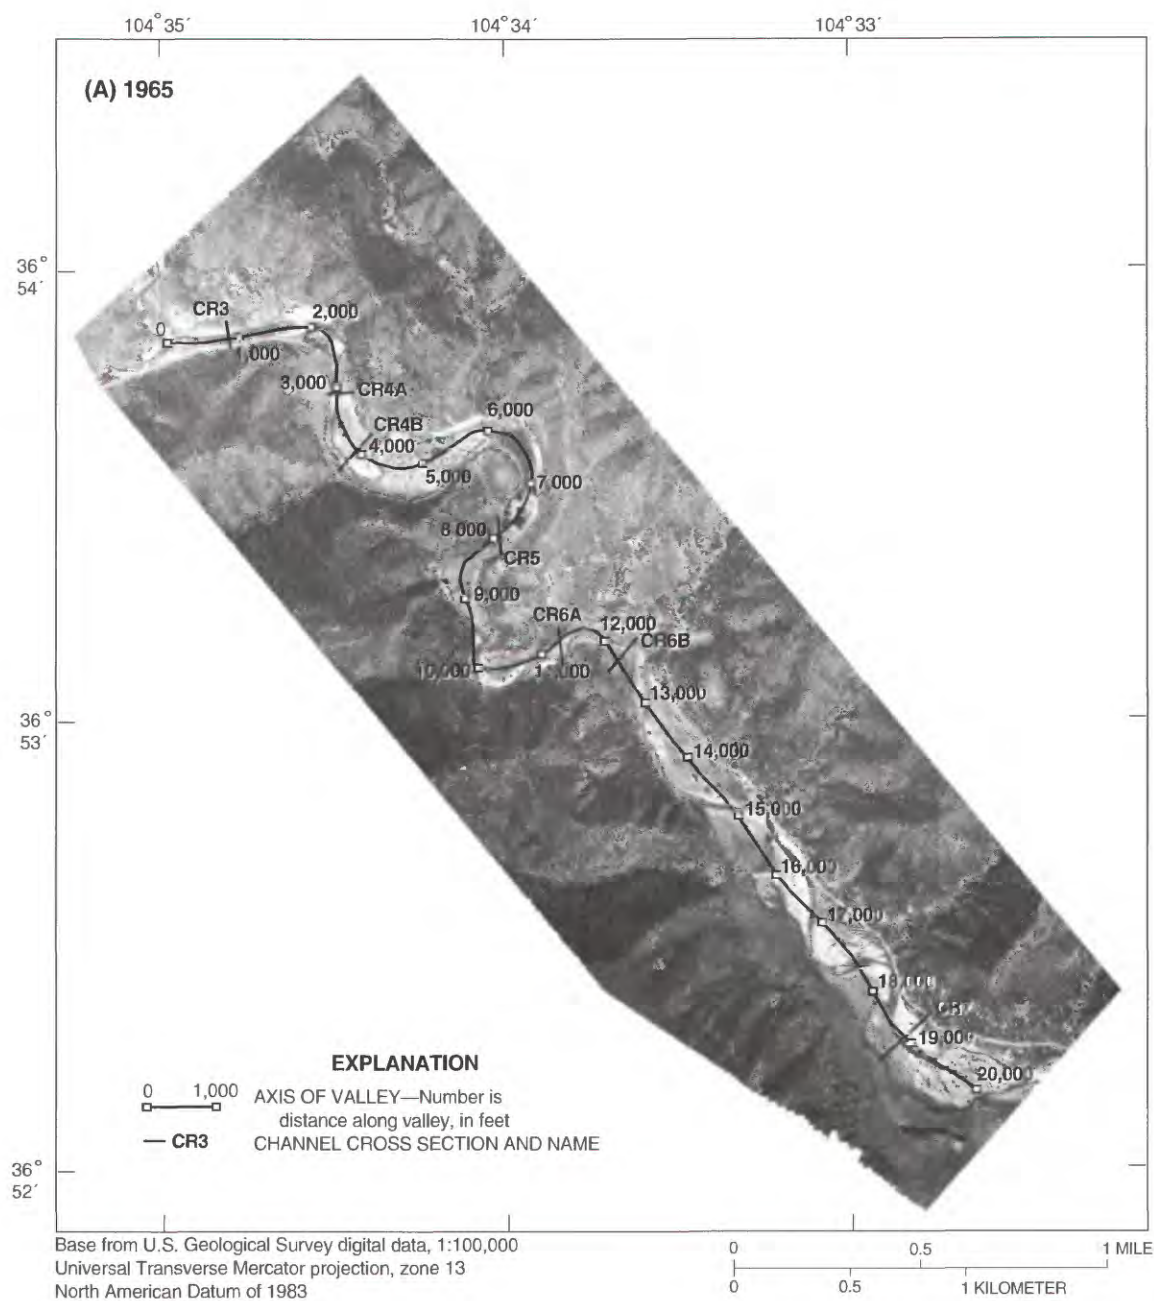 104°35´ 104°34´ 104°33´
(A) 1965
36°
54´
CR3
2,000
0
1,000
3,000
CR4A
6,000
CR4B
4,000
5,000
7,000
8,000
CR5
9,000
CR6A
12,000
CR6B
10,000
13,000
36°
53´
14,000
15,000
16,000
17,000
18,000
19,000
20,000
EXPLANATION
0 1,000 AXIS OF VALLEY—Number is
distance along valley, in feet
CR3 CHANNEL CROSS SECTION AND NAME
36°
52´
Base from U.S. Geological Survey digital data, 1:100,000
Universal Transverse Mercator projection, zone 13
North American Datum of 1983
0 0.5 1 MILE
0 0.5 1 KILOMETER